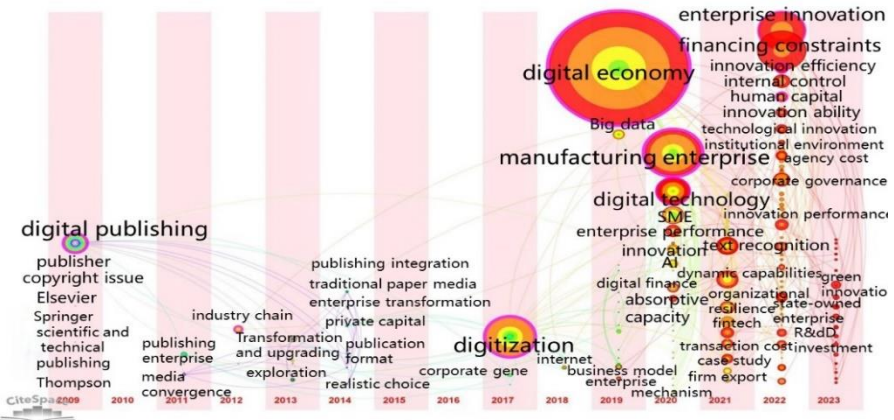 enterprise innovation
financing constraints
digital economy
innovation efficiency
internal control
human capital
innovation ability
Big data
technological innovation
institutional environment
manufacturing enterprise
agency cost
corporate governance
digital technology
SME
innovation performance
digital publishing
enterprise performance
text recognition
innovation
AI
publisher
copyright issue
publishing integration
dynamic capabilities
green
innovatio
traditional paper media
digital finance
Elsevier
enterprise transformation
absorptive
capacity
organizational
resilience
state-owned
enterprise
Springer
industry chain
private capital
fintech
scientific and
technical
publishing
R&dD
investment
publishing
enterprise
Transformation
and upgrading
publication
format
digitization
transaction cost
case study
internet
business model
exploration
corporate gene
firm export
enterprise
mechanism
Thompson
media
convergence
realistic choice
CiteSpace
2009 2010 2011 2012 2013 2014 2015 2016 2017 2018 2019 2020 2021 2022 2023